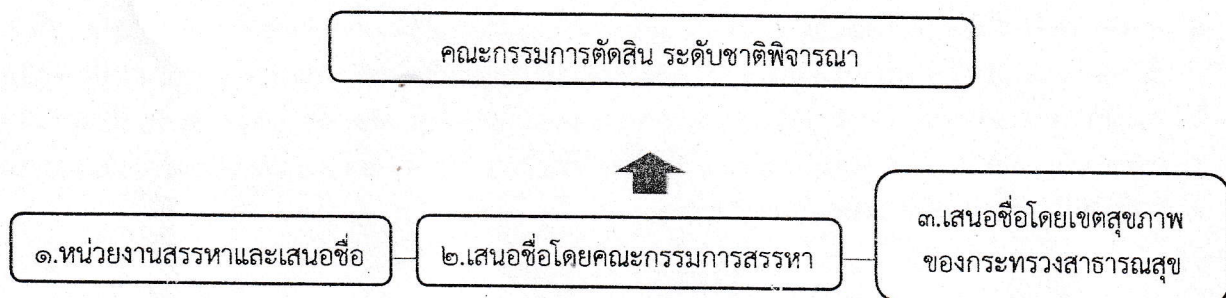 คณะกรรมการตัดสิน ระดับชาติพิจารณา
๑.หน่วยงานสรรหาและเสนอชื่อ
๒.เสนอชื่อโดยคณะกรรมการสรรหา
๓.เสนอชื่อโดยเขตสุขภาพ
ของกระทรวงสาธารณสุข